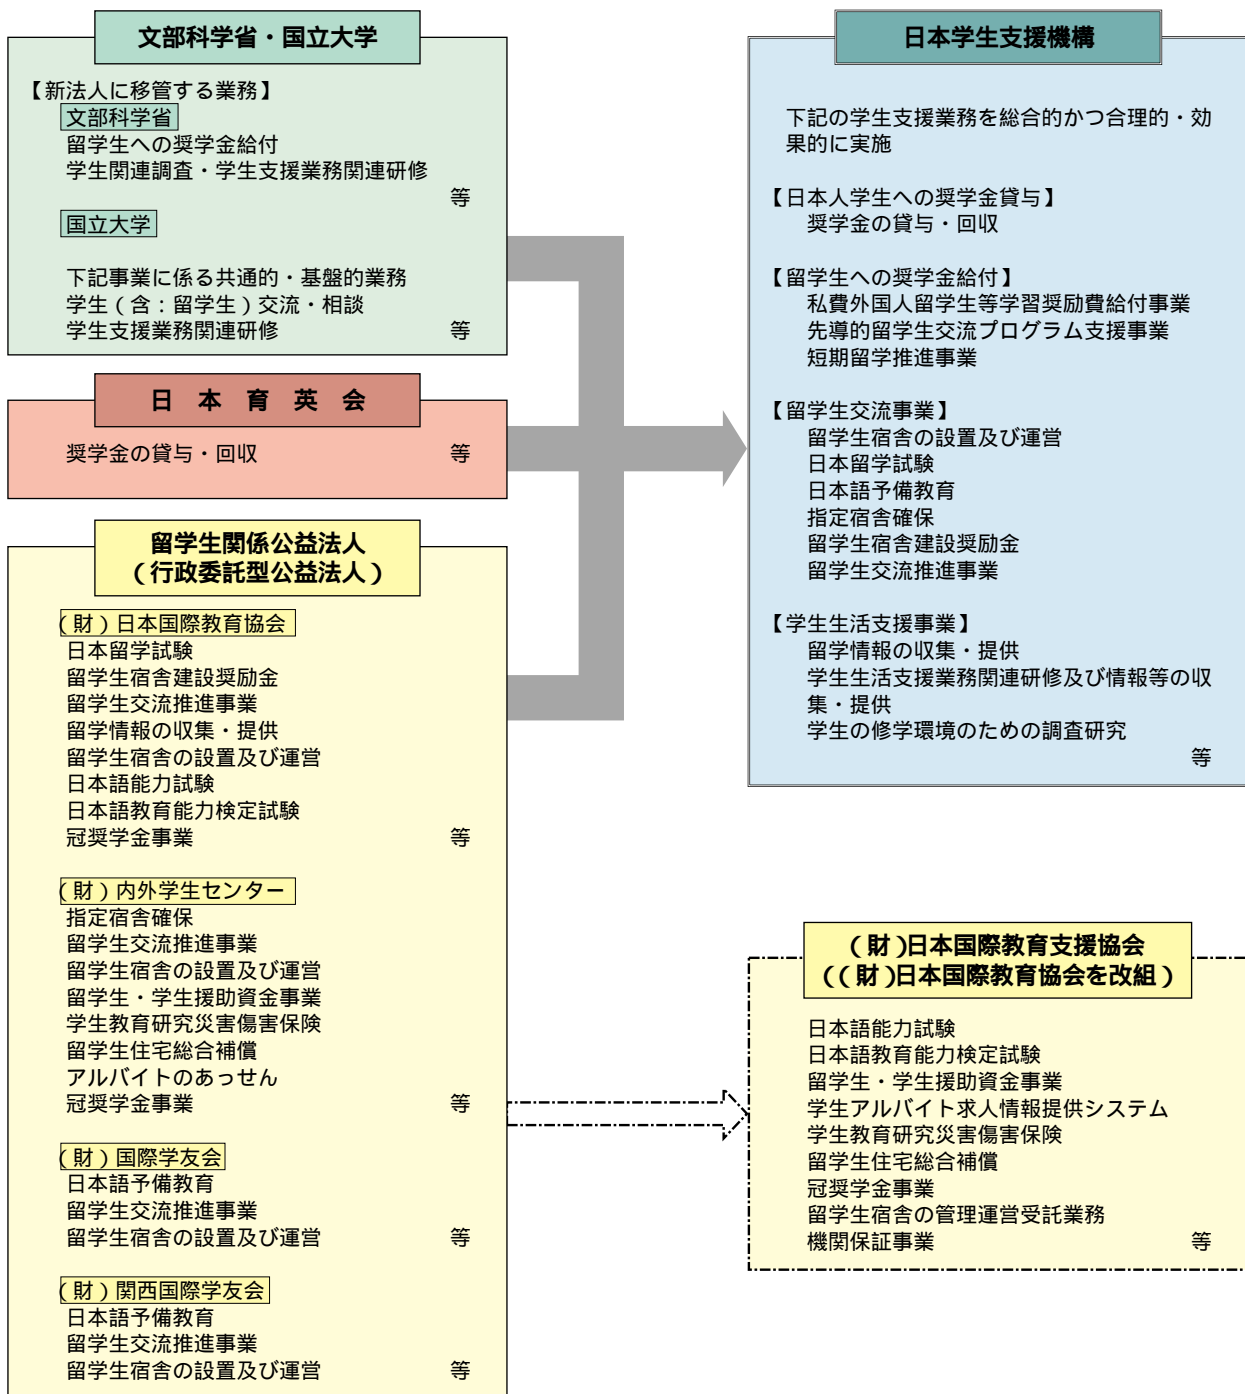 文部科学省・国立大学
【新法人に移管する業務】
文部科学省
留学生への奨学金給付
学生関連調査・学生支援業務関連研修
等
国立大学
下記事業に係る共通的・基盤的業務
学生(含:留学生)交流・相談
学生支援業務関連研修 等
日本育英会
奨学金の貸与・回収 等
留学生関係公益法人
(行政委託型公益法人)
(財)日本国際教育協会
日本留学試験
留学生宿舎建設奨励金
留学生交流推進事業
留学情報の収集・提供
留学生宿舎の設置及び運営
日本語能力試験
日本語教育能力検定試験
冠奨学金事業 等
(財)内外学生センター
指定宿舎確保
留学生交流推進事業
留学生宿舎の設置及び運営
留学生・学生援助資金事業
学生教育研究災害傷害保険
留学生住宅総合補償
アルバイトのあっせん
冠奨学金事業 等
(財)国際学友会
日本語予備教育
留学生交流推進事業
留学生宿舎の設置及び運営 等
(財)関西国際学友会
日本語予備教育
留学生交流推進事業
留学生宿舎の設置及び運営 等
日本学生支援機構
下記の学生支援業務を総合的かつ合理的・効
果的に実施
【日本人学生への奨学金貸与】
奨学金の貸与・回収
【留学生への奨学金給付】
私費外国人留学生等学習奨励費給付事業
先導的留学生交流プログラム支援事業
短期留学推進事業
【留学生交流事業】
留学生宿舎の設置及び運営
日本留学試験
日本語予備教育
指定宿舎確保
留学生宿舎建設奨励金
留学生交流推進事業
【学生生活支援事業】
留学情報の収集・提供
学生生活支援業務関連研修及び情報等の収
集・提供
学生の修学環境のための調査研究
等
(財)日本国際教育支援協会
((財)日本国際教育協会を改組)
日本語能力試験
日本語教育能力検定試験
留学生・学生援助資金事業
学生アルバイト求人情報提供システム
学生教育研究災害傷害保険
留学生住宅総合補償
冠奨学金事業
留学生宿舎の管理運営受託業務
機関保証事業 等